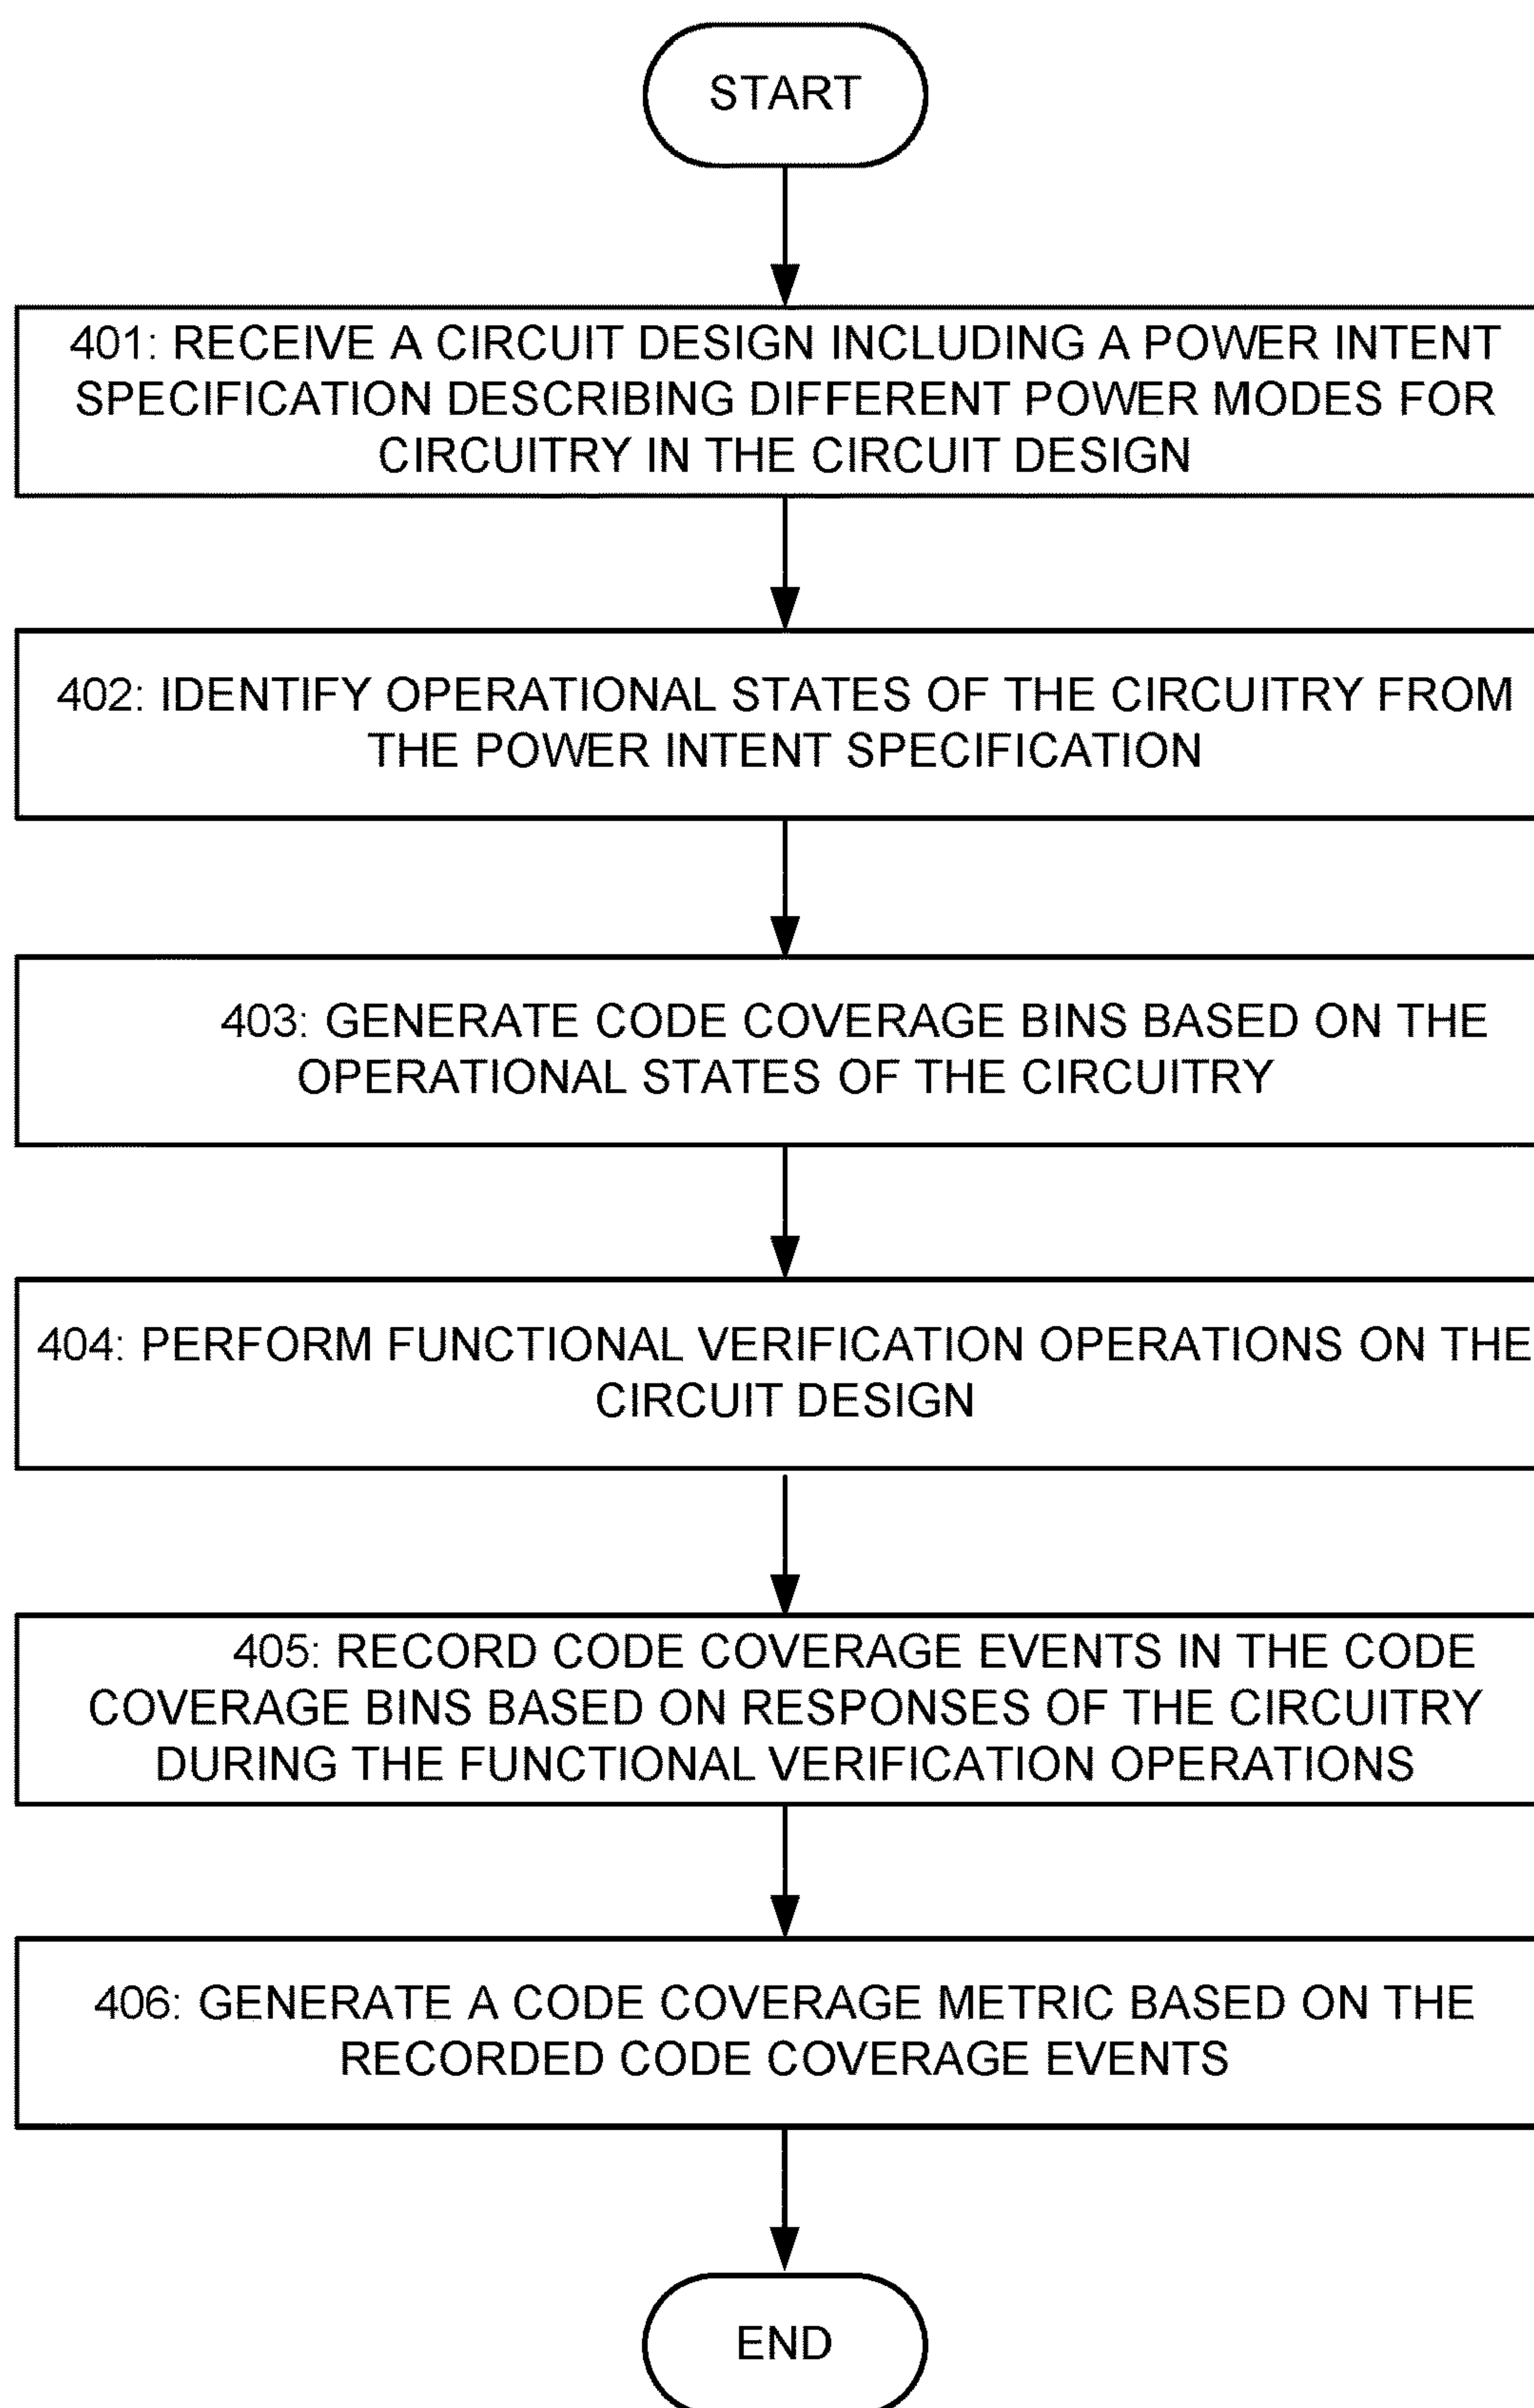 START
401: RECEIVE A CIRCUIT DESIGN INCLUDING A POWER INTENT
SPECIFICATION DESCRIBING DIFFERENT POWER MODES FOR
CIRCUITRY IN THE CIRCUIT DESIGN
402: IDENTIFY OPERATIONAL STATES OF THE CIRCUITRY FROM
THE POWER INTENT SPECIFICATION
403: GENERATE CODE COVERAGE BINS BASED ON THE
OPERATIONAL STATES OF THE CIRCUITRY
404: PERFORM FUNCTIONAL VERIFICATION OPERATIONS ON THE
CIRCUIT DESIGN
405: RECORD CODE COVERAGE EVENTS IN THE CODE
COVERAGE BINS BASED ON RESPONSES OF THE CIRCUITRY
DURING THE FUNCTIONAL VERIFICATION OPERATIONS
406: GENERATE A CODE COVERAGE METRIC BASED ON THE
RECORDED CODE COVERAGE EVENTS
END